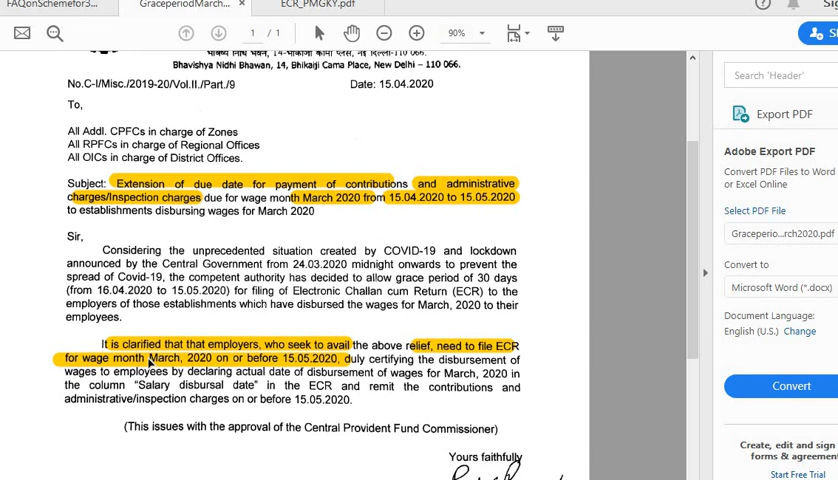 FAQonSchemefor3...
GraceperiodMarch...
ECR_PMGKY.pdf
1 / 1
90%
Bhavishya Nidhi Bhawan, 14, Bhikaiji Cama Place, New Delhi – 110 066.
No.C-I/Misc./2019-20/Vol.II./Part./9
Date: 15.04.2020
To,
All Addl. CPFCs in charge of Zones
All RPFCs in charge of Regional Offices
All OICs in charge of District Offices.
Subject: Extension of due date for payment of contributions and administrative
charges/Inspection charges due for wage month March 2020 from 15.04.2020 to 15.05.2020
to establishments disbursing wages for March 2020
Sir,
Considering the unprecedented situation created by COVID-19 and lockdown
announced by the Central Government from 24.03.2020 midnight onwards to prevent the
spread of Covid-19, the competent authority has decided to allow grace period of 30 days
(from 16.04.2020 to 15.05.2020) for filing of Electronic Challan cum Return (ECR) to the
employers of those establishments which have disbursed the wages for March, 2020 to their
employees.
It is clarified that that employers, who seek to avail the above relief, need to file ECR
for wage month March, 2020 on or before 15.05.2020, duly certifying the disbursement of
wages to employees by declaring actual date of disbursement of wages for March, 2020 in
the column "Salary disbursal date" in the ECR and remit the contributions and
administrative/inspection charges on or before 15.05.2020.
(This issues with the approval of the Central Provident Fund Commissioner)
Yours faithfully
Search 'Header'
Export PDF
Adobe Export PDF
Convert PDF Files to Word
or Excel Online
Select PDF File
Graceperio...rch2020.pdf
Convert to
Microsoft Word (*.docx)
Document Language:
English (U.S.) Change
Convert
Create, edit and sign
forms & agreement
Start Free Trial